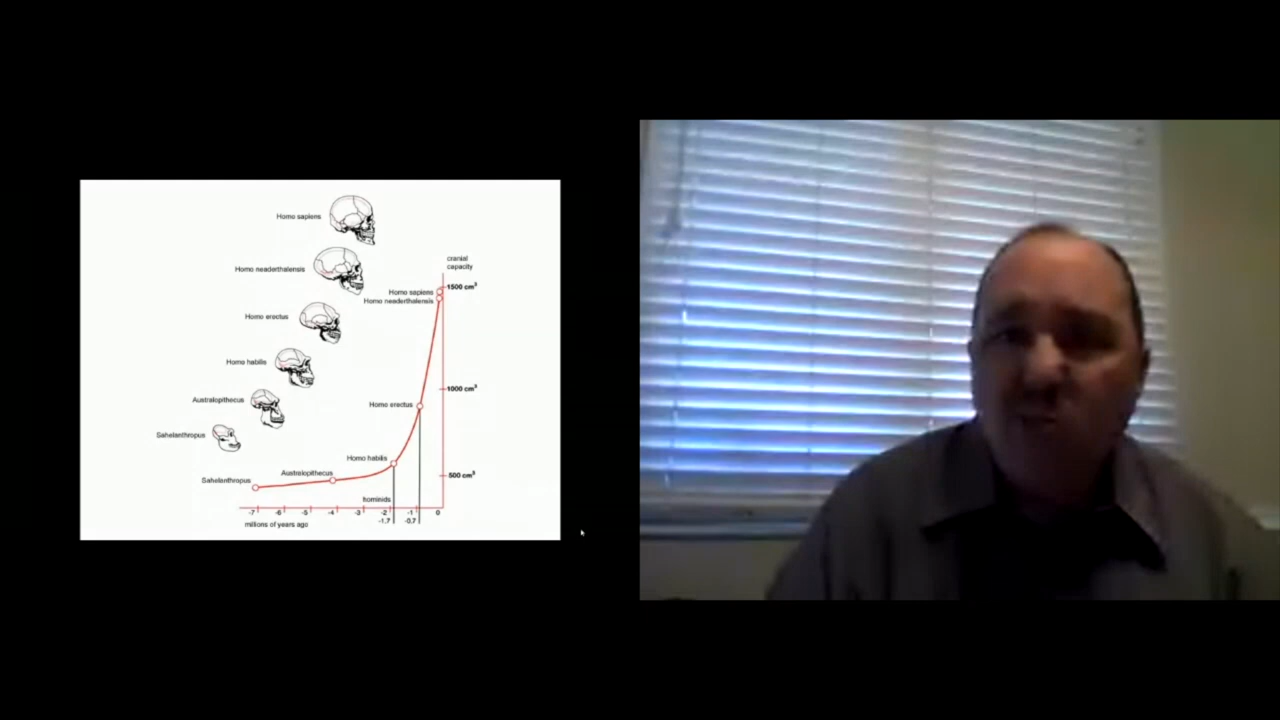 Homo sapiens
Homo neaderthalensis
cranial
capacity
Homo erectus
1500 cm³
Homo sapiens
Homo neaderthalensis
Homo habilis
1000 cm³
Australopithecus
Homo erectus
Sahelanthropus
Homo habilis
Australopithecus
500 cm³
Sahelanthropus
hominids
-7 -6 -5 -4 -3 -2 -1 0
-1.7 -0.7
millions of years ago